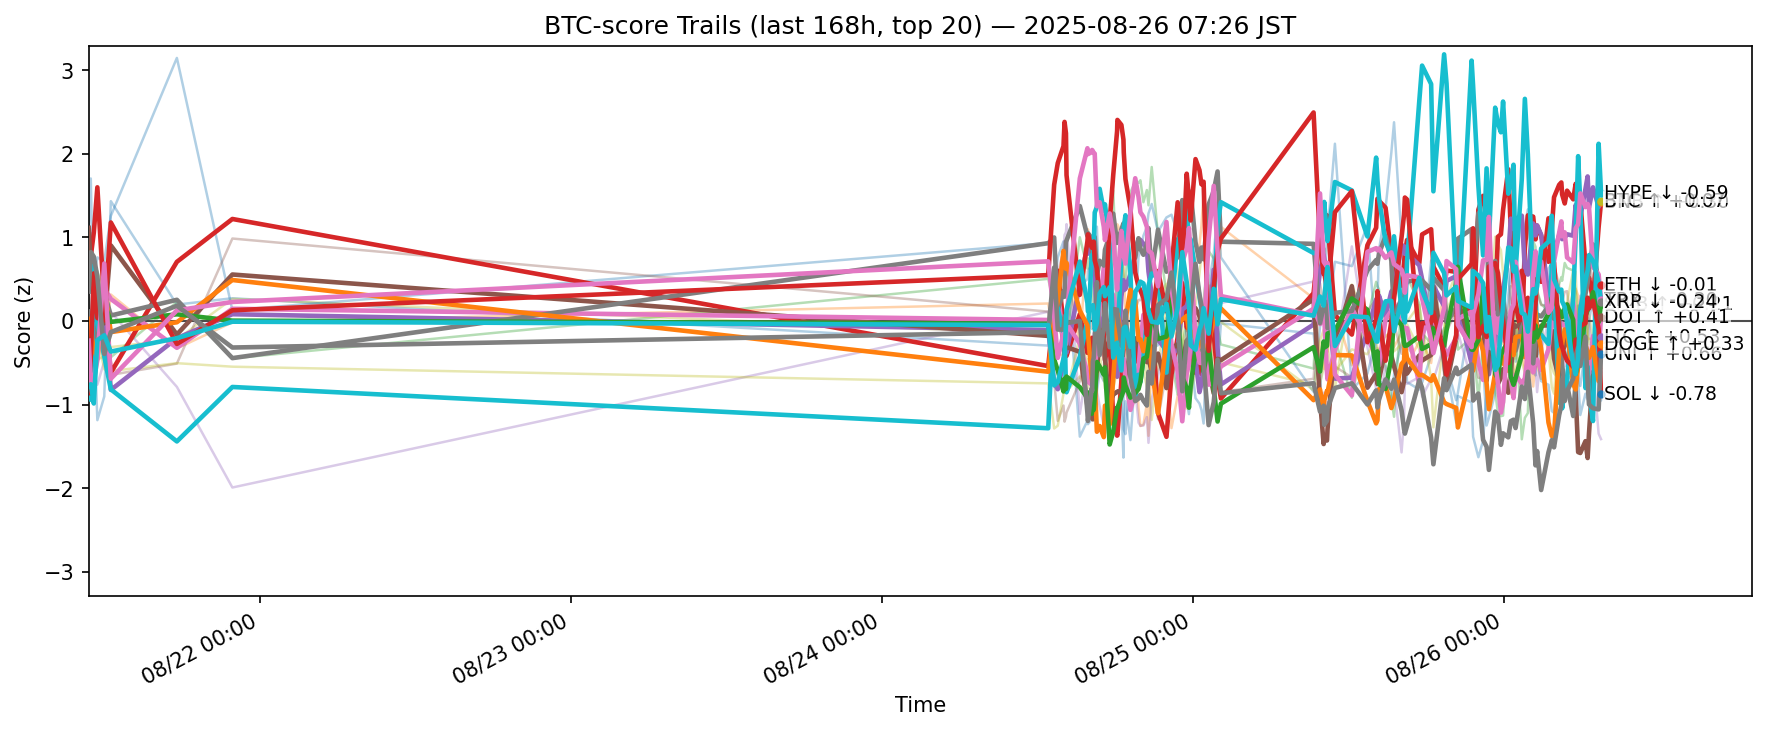 BTC-score Trails (last 168h, top 20) — 2025-08-26 07:26 JST
Score (z)
3
2
1
0
−1
−2
−3
HYPE ↓ -0.59
ETH ↓ -0.01
XRP ↓ -0.24
DOT ↑ +0.41
DOGE ↑ +0.33
UNI ↑ +0.66
SOL ↓ -0.78
08/22 00:00
08/23 00:00
08/24 00:00
08/25 00:00
08/26 00:00
Time